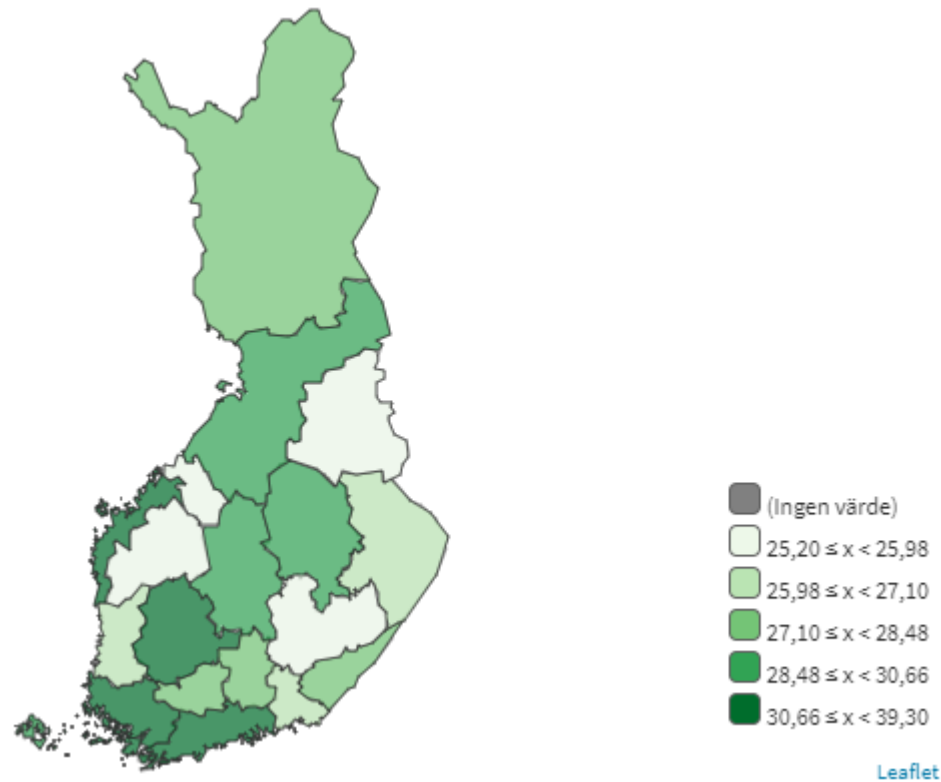 (Ingen värde)
25,20 ≤ x < 25,98
25,98 ≤ x < 27,10
27,10 ≤ x < 28,48
28,48 ≤ x < 30,66
30,66 ≤ x < 39,30
Leaflet